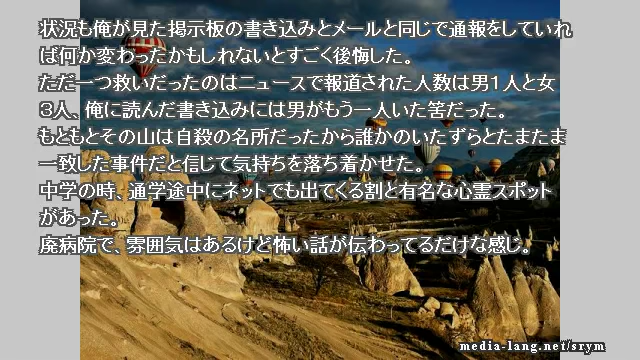 状況も俺が見た掲示板の書き込みとメールと同じで通報をしていれ
ば何か変わったかもしれないとすごく後悔した。
ただ一つ救いだったのはニュースで報道された人数は男１人と女
３人、俺に読んだ書き込みには男がもう一人いた筈だった。
もともとその山は自殺の名所だったから誰かのいたずらとたまたま
一致した事件だと信じて気持ちを落ち着かせた。
中学の時、通学途中にネットでも出てくる割と有名な心霊スポット
があった。
廃病院で、雰囲気はあるけど怖い話が伝わってるだけな感じ。
media-lang.net/srym